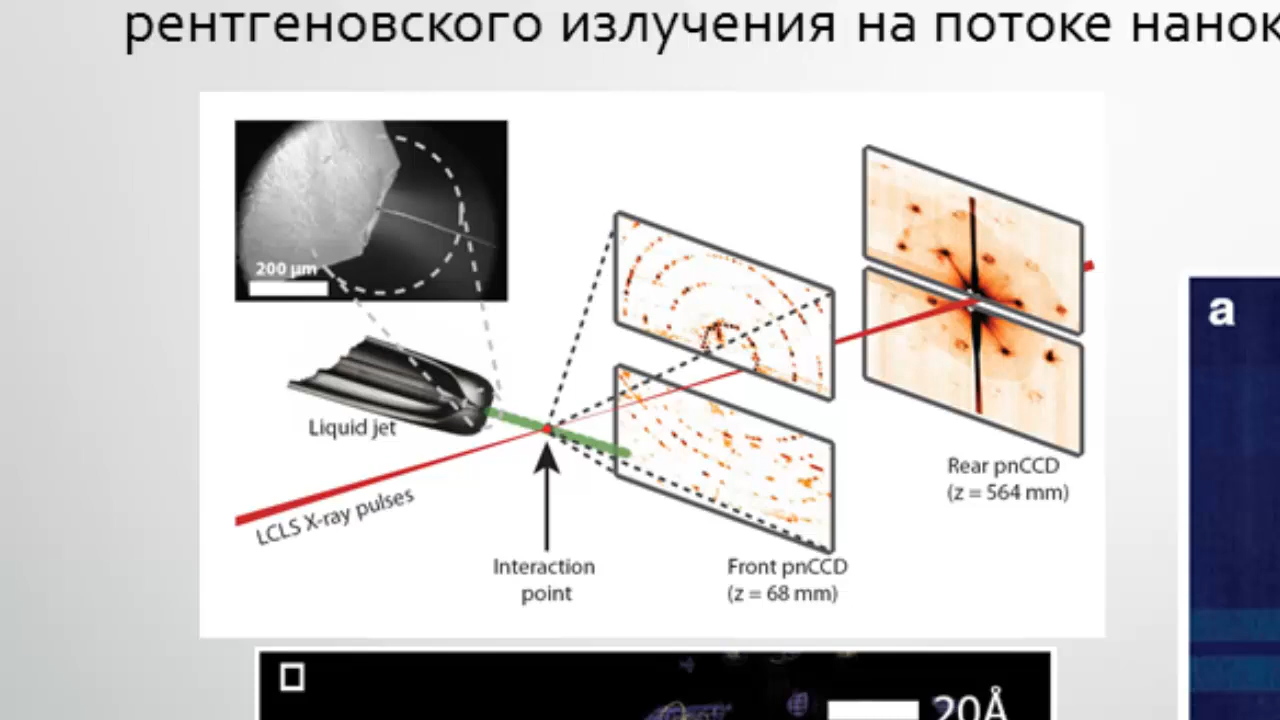 рентгеновского излучения на потоке нанок
200 µm
Liquid jet
LCLS X-ray pulses
Interaction
point
Front pnCCD
(z = 68 mm)
Rear pnCCD
(z = 564 mm)
a
20Å